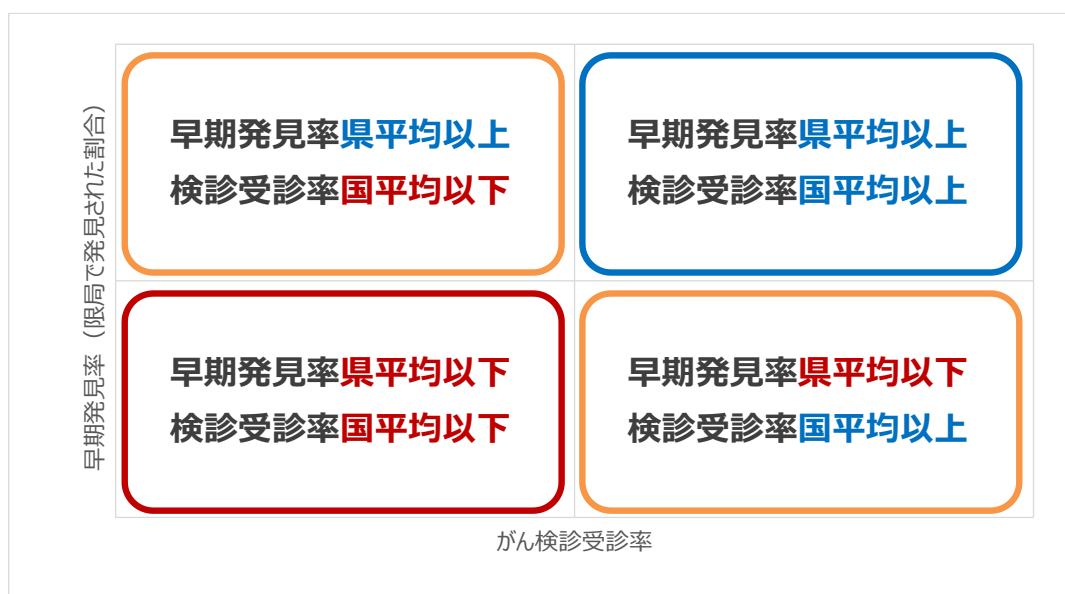 早期発見率（限局で発見された割合）
早期発見率県平均以上
検診受診率国平均以下
早期発見率県平均以上
検診受診率国平均以上
早期発見率県平均以下
検診受診率国平均以下
早期発見率県平均以下
検診受診率国平均以上
がん検診受診率